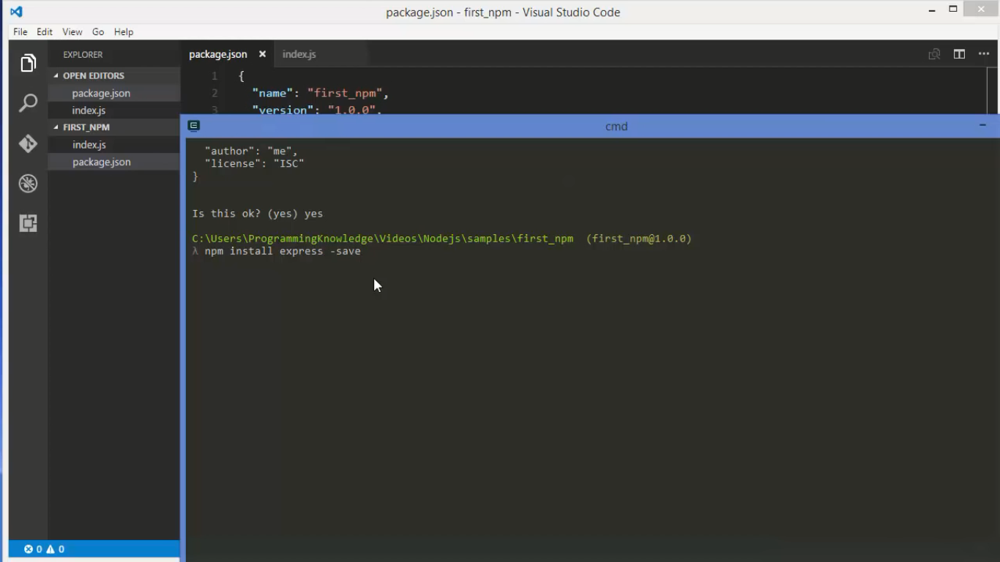 package.json - first_npm - Visual Studio Code
File Edit View Go Help
EXPLORER
package.json
index.js
OPEN EDITORS
package.json
index.js
FIRST_NPM
index.js
package.json
1 {
2 "name": "first_npm",
3 "version": "1.0.0",
cmd
"author": "me",
"license": "ISC"
}
Is this ok? (yes) yes
C:\Users\ProgrammingKnowledge\Videos\Nodejs\samples\first_npm (first_npm@1.0.0)
λ npm install express -save
0 0